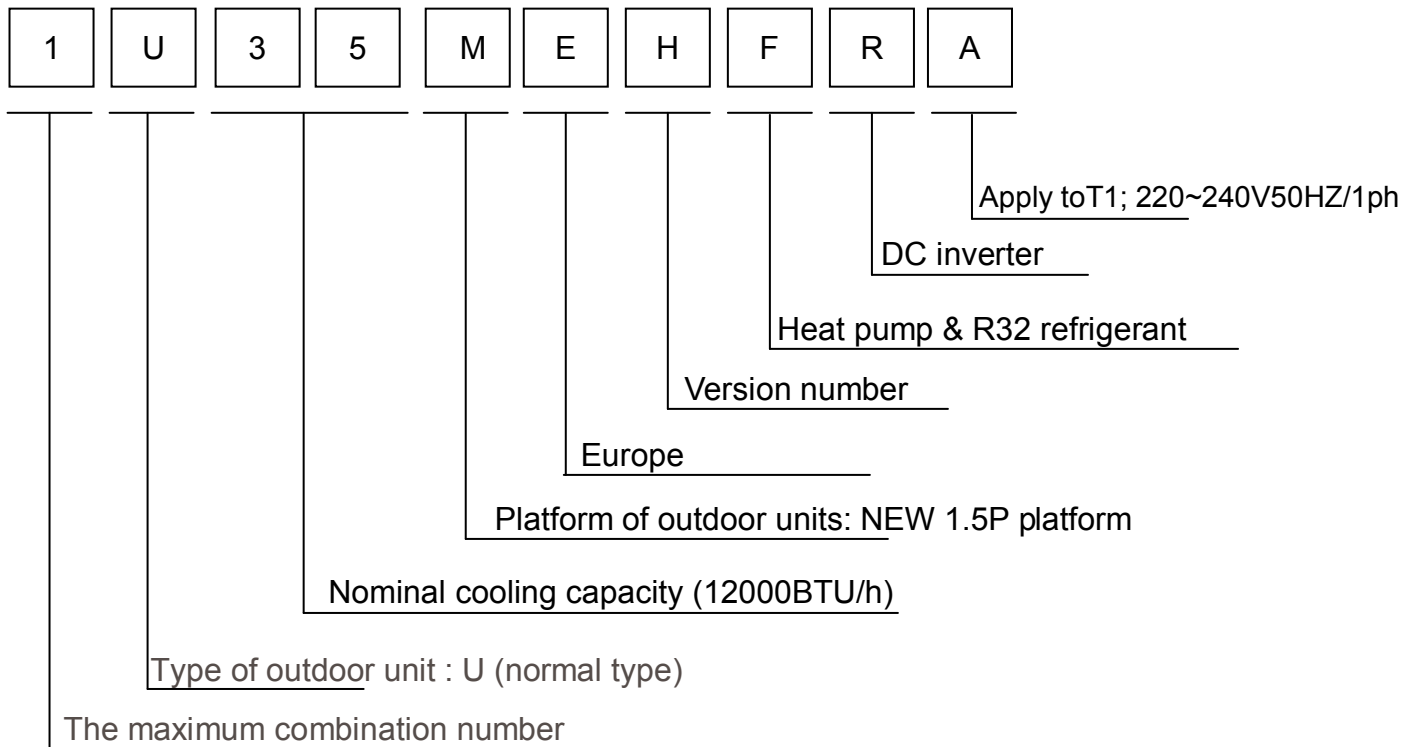 1 U 3 5 M E H F R A
Apply toT1; 220~240V50HZ/1ph
DC inverter
Heat pump & R32 refrigerant
Version number
Europe
Platform of outdoor units: NEW 1.5P platform
Nominal cooling capacity (12000BTU/h)
Type of outdoor unit : U (normal type)
The maximum combination number